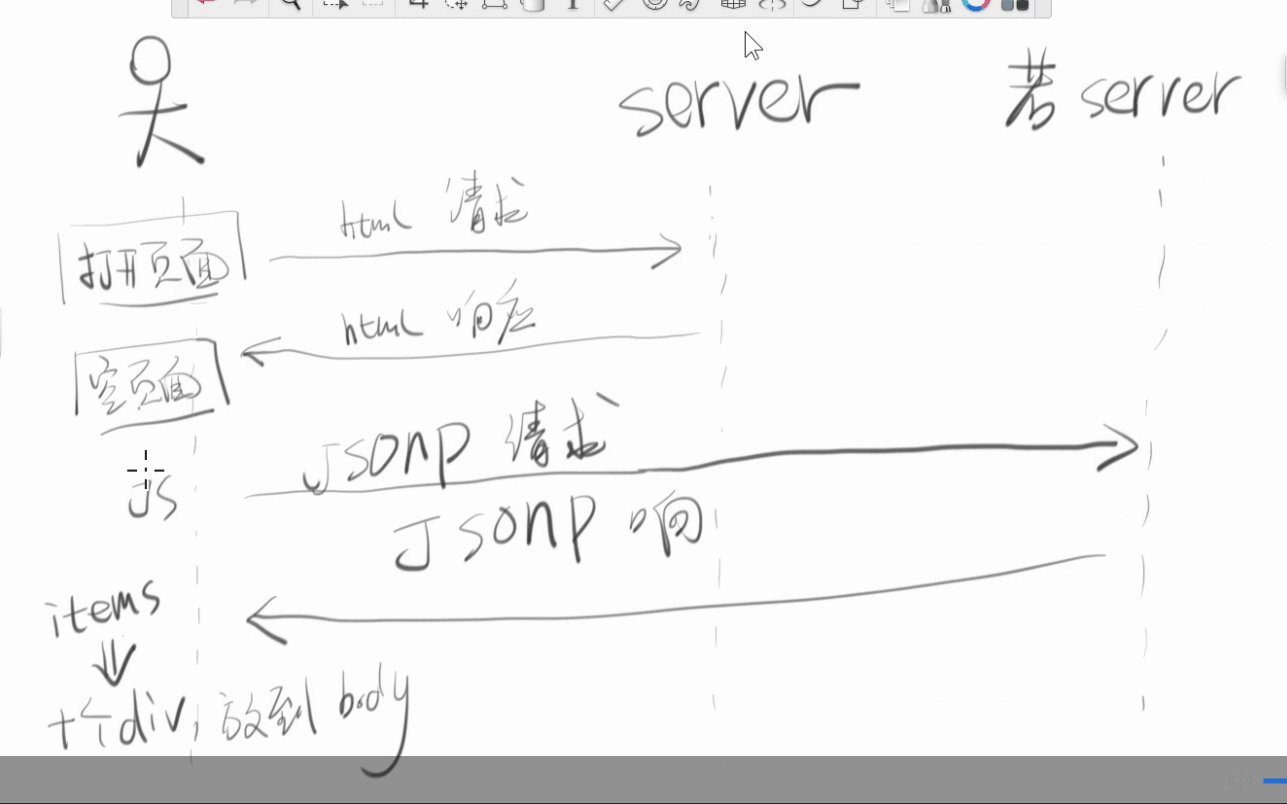 server
若 server
html 请求
打开页面
html 响应
空页面
Jsonp 请求
JS
Jsonp 响
items
十个div, 放到 body